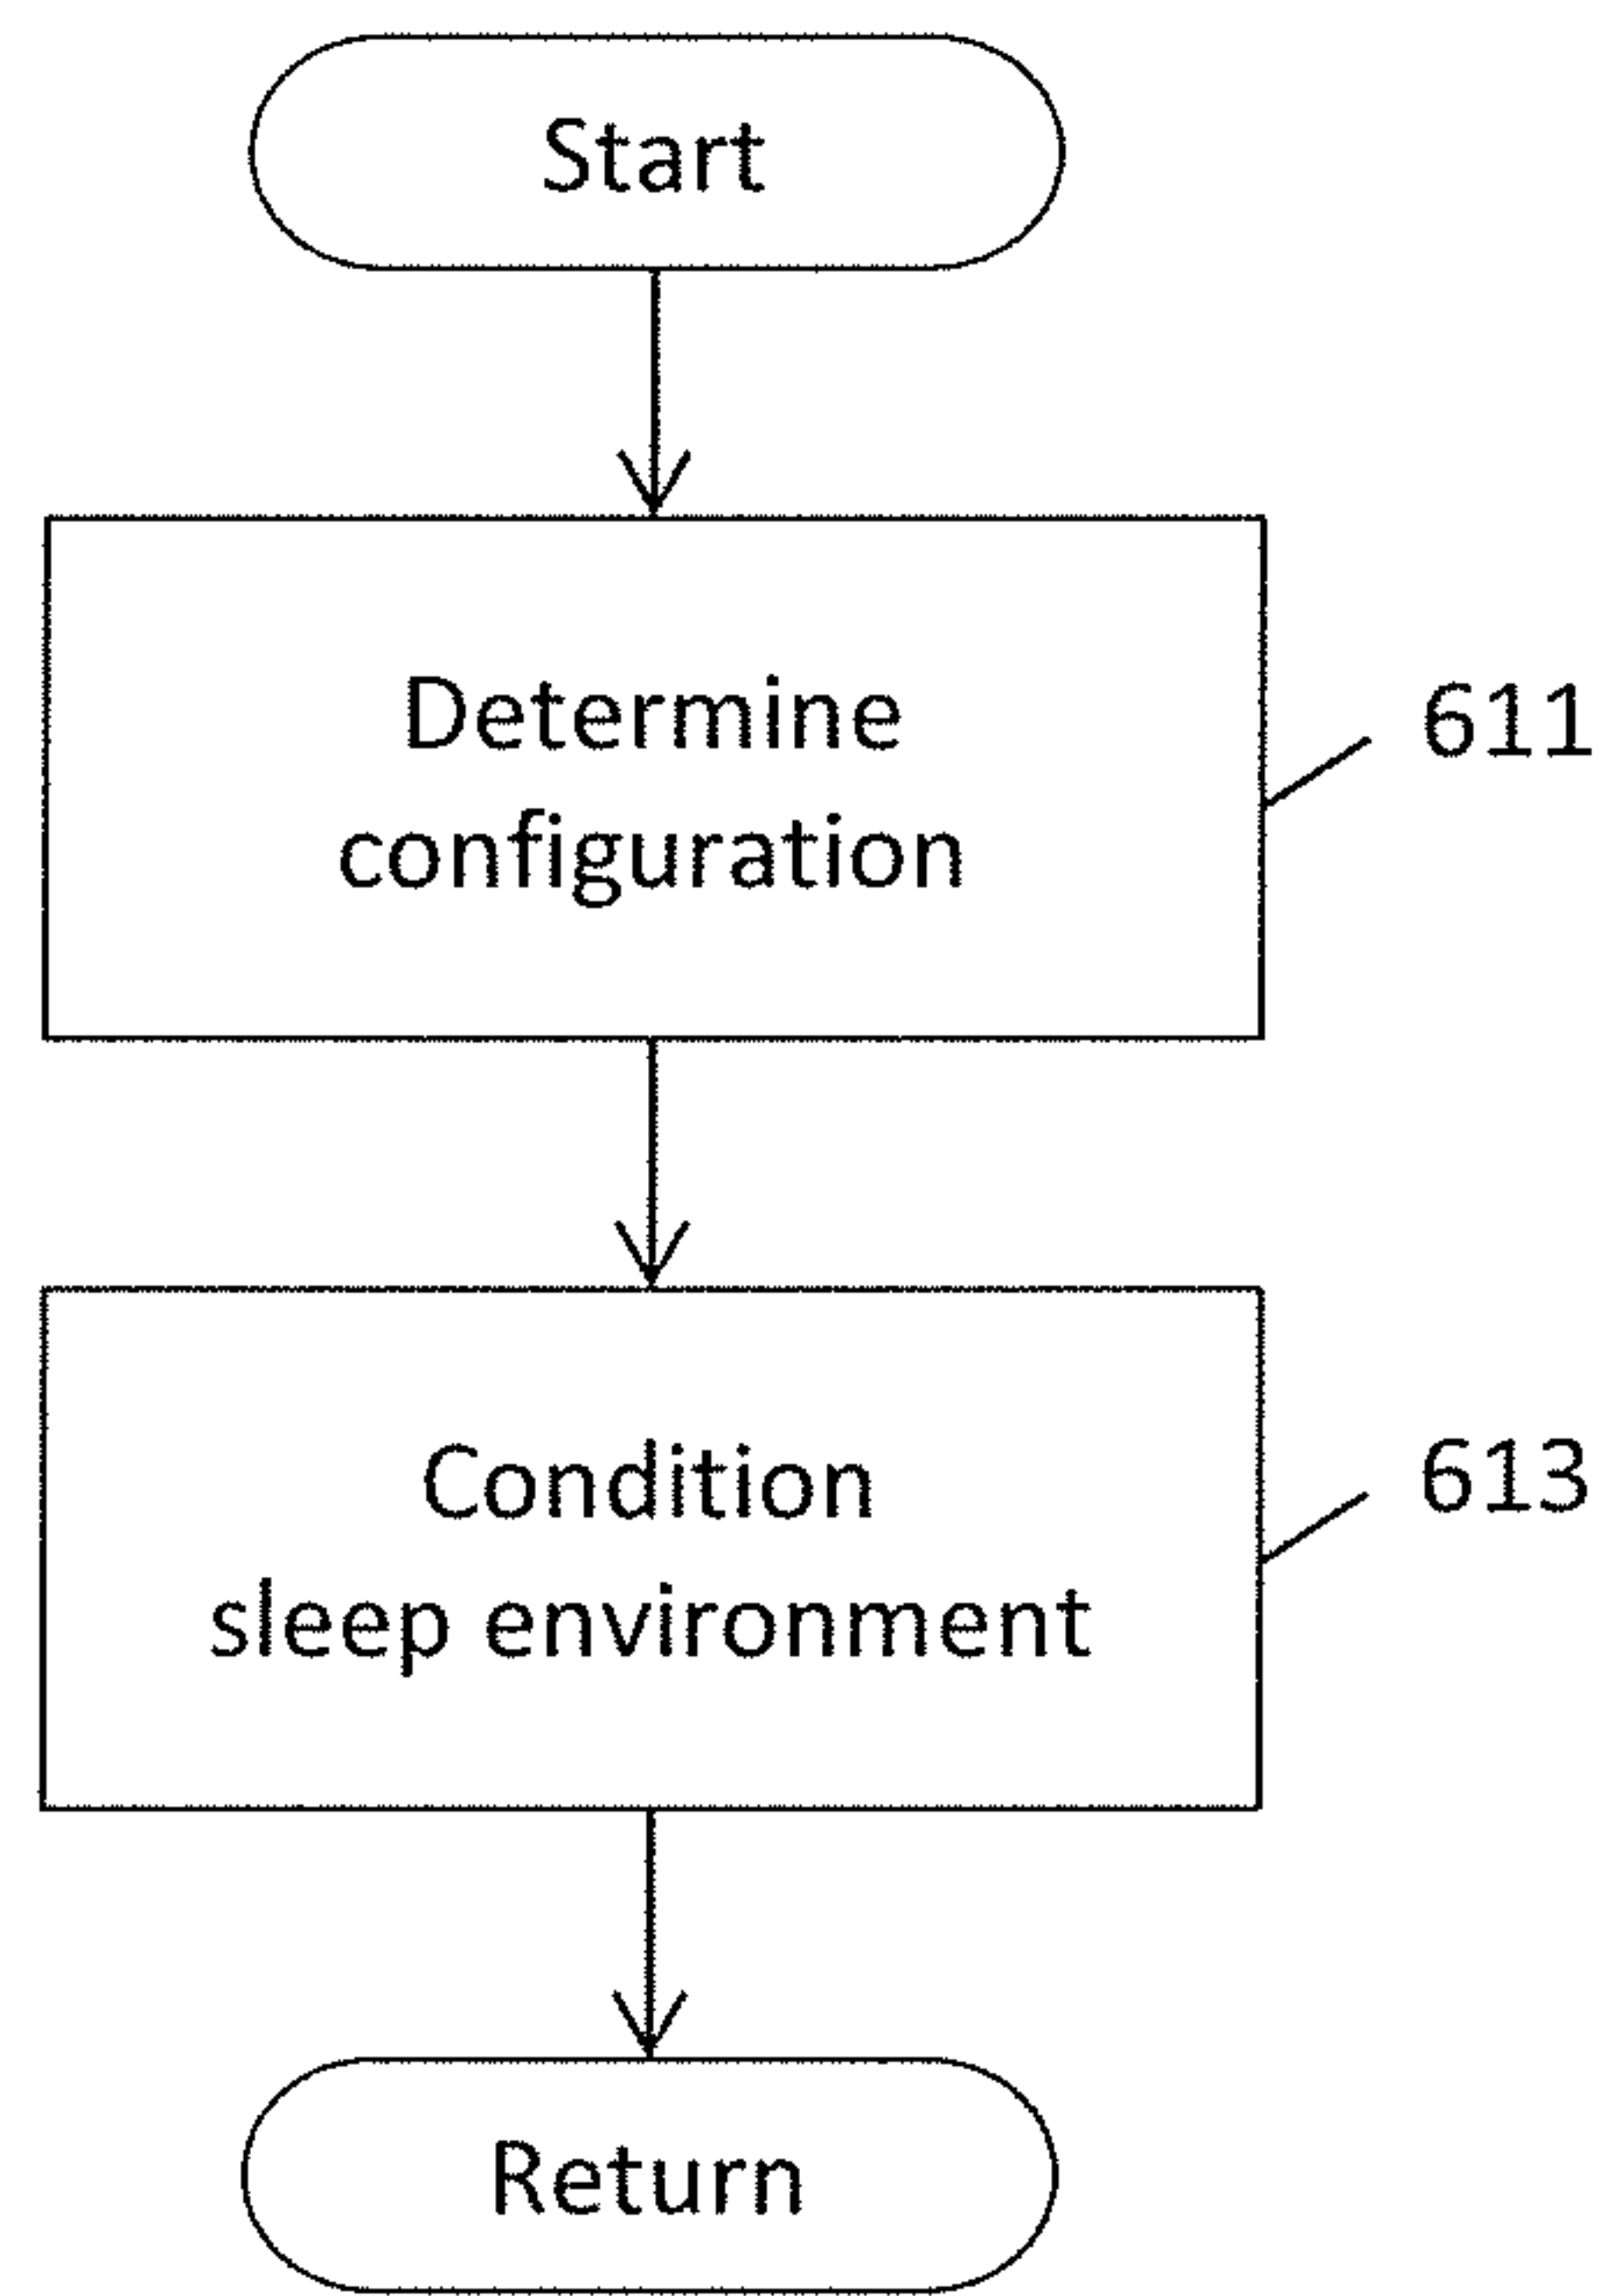 Start
Determine
configuration
611
Condition
sleep environment
613
Return